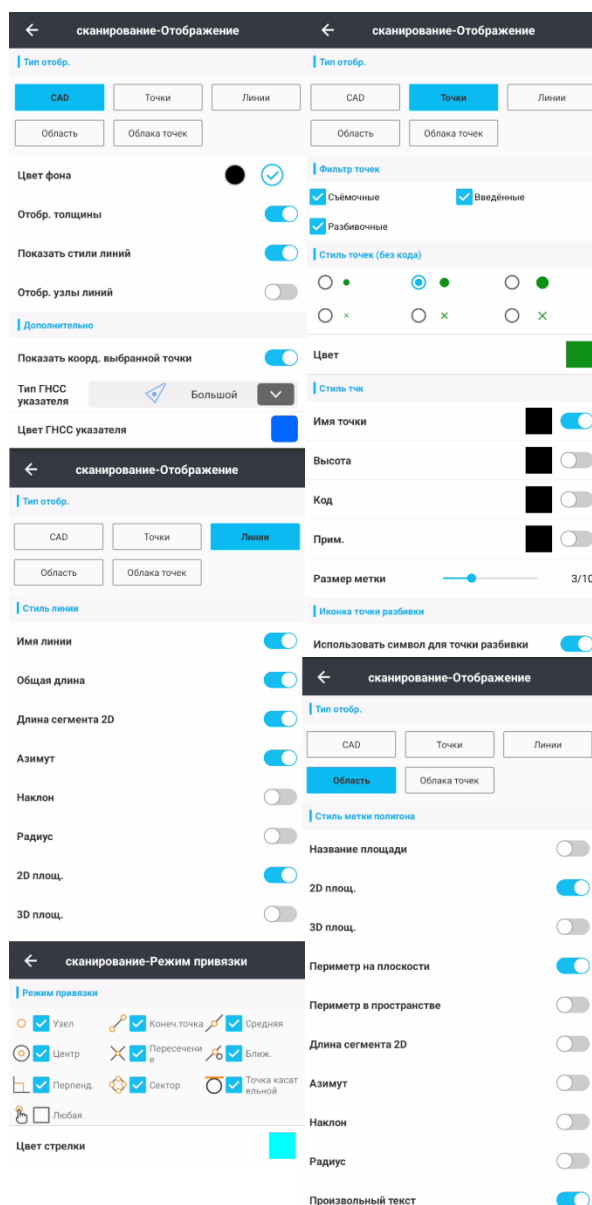 сканирование-Отображение
Тип отобр.
CAD Точки Линии
Область Облака точек
Цвет фона
Отобр. толщины
Показать стили линий
Отобр. узлы линий
Дополнительно
Показать коорд. выбранной точки
Тип ГНСС
указателя
Большой
Цвет ГНСС указателя
сканирование-Отображение
Тип отобр.
CAD Точки Линии
Область Облака точек
Стиль линии
Имя линии
Общая длина
Длина сегмента 2D
Азимут
Наклон
Радиус
2D площ.
3D площ.
сканирование-Режим привязки
Режим привязки
Узел Конеч.точка Средняя
Центр Пересечени
е Ближ.
Перпенд. Сектор Точка касат
ельной
Любая
Цвет стрелки
сканирование-Отображение
Тип отобр.
CAD Точки Линии
Область Облака точек
Фильтр точек
Съёмочные Введённые
Разбивочные
Стиль точек (без кода)
Цвет
Стиль тчк
Имя точки
Высота
Код
Прим.
Размер метки 3/10
Иконка точки разбивки
Использовать символ для точки разбивки
сканирование-Отображение
Тип отобр.
CAD Точки Линии
Область Облака точек
Стиль метки полигона
Название площади
2D площ.
3D площ.
Периметр на плоскости
Периметр в пространстве
Длина сегмента 2D
Азимут
Наклон
Радиус
Произвольный текст